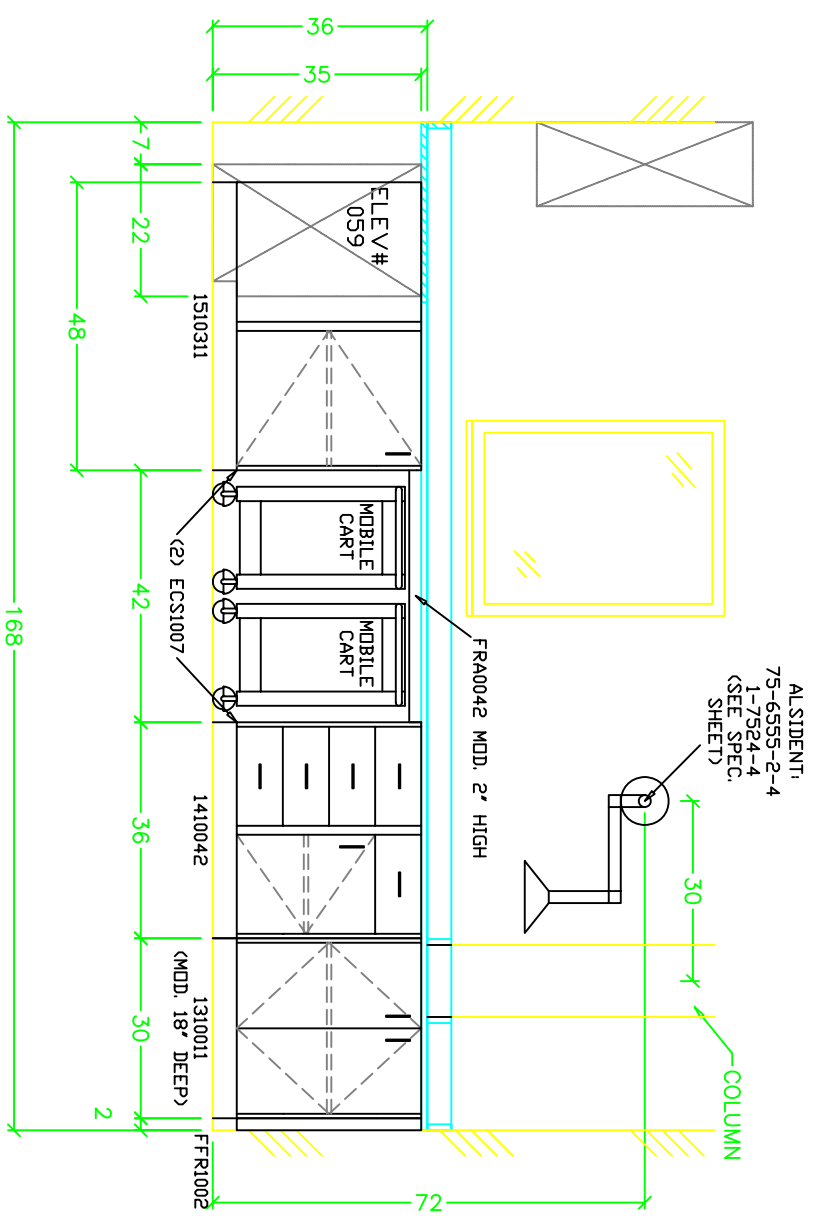 ALSIDENT:
75-6555-2-4
1-7524-4
(SEE SPEC.
SHEET)
30
COLUMN
36
35
72
FRA0042 MOD. 2" HIGH
ELEV#
059
MOBILE
CART
MOBILE
CART
1510311
(2) ECS1007
1410042
1310011
(MOD. 18" DEEP)
FFR1002
7
22
42
36
30
2
48
168